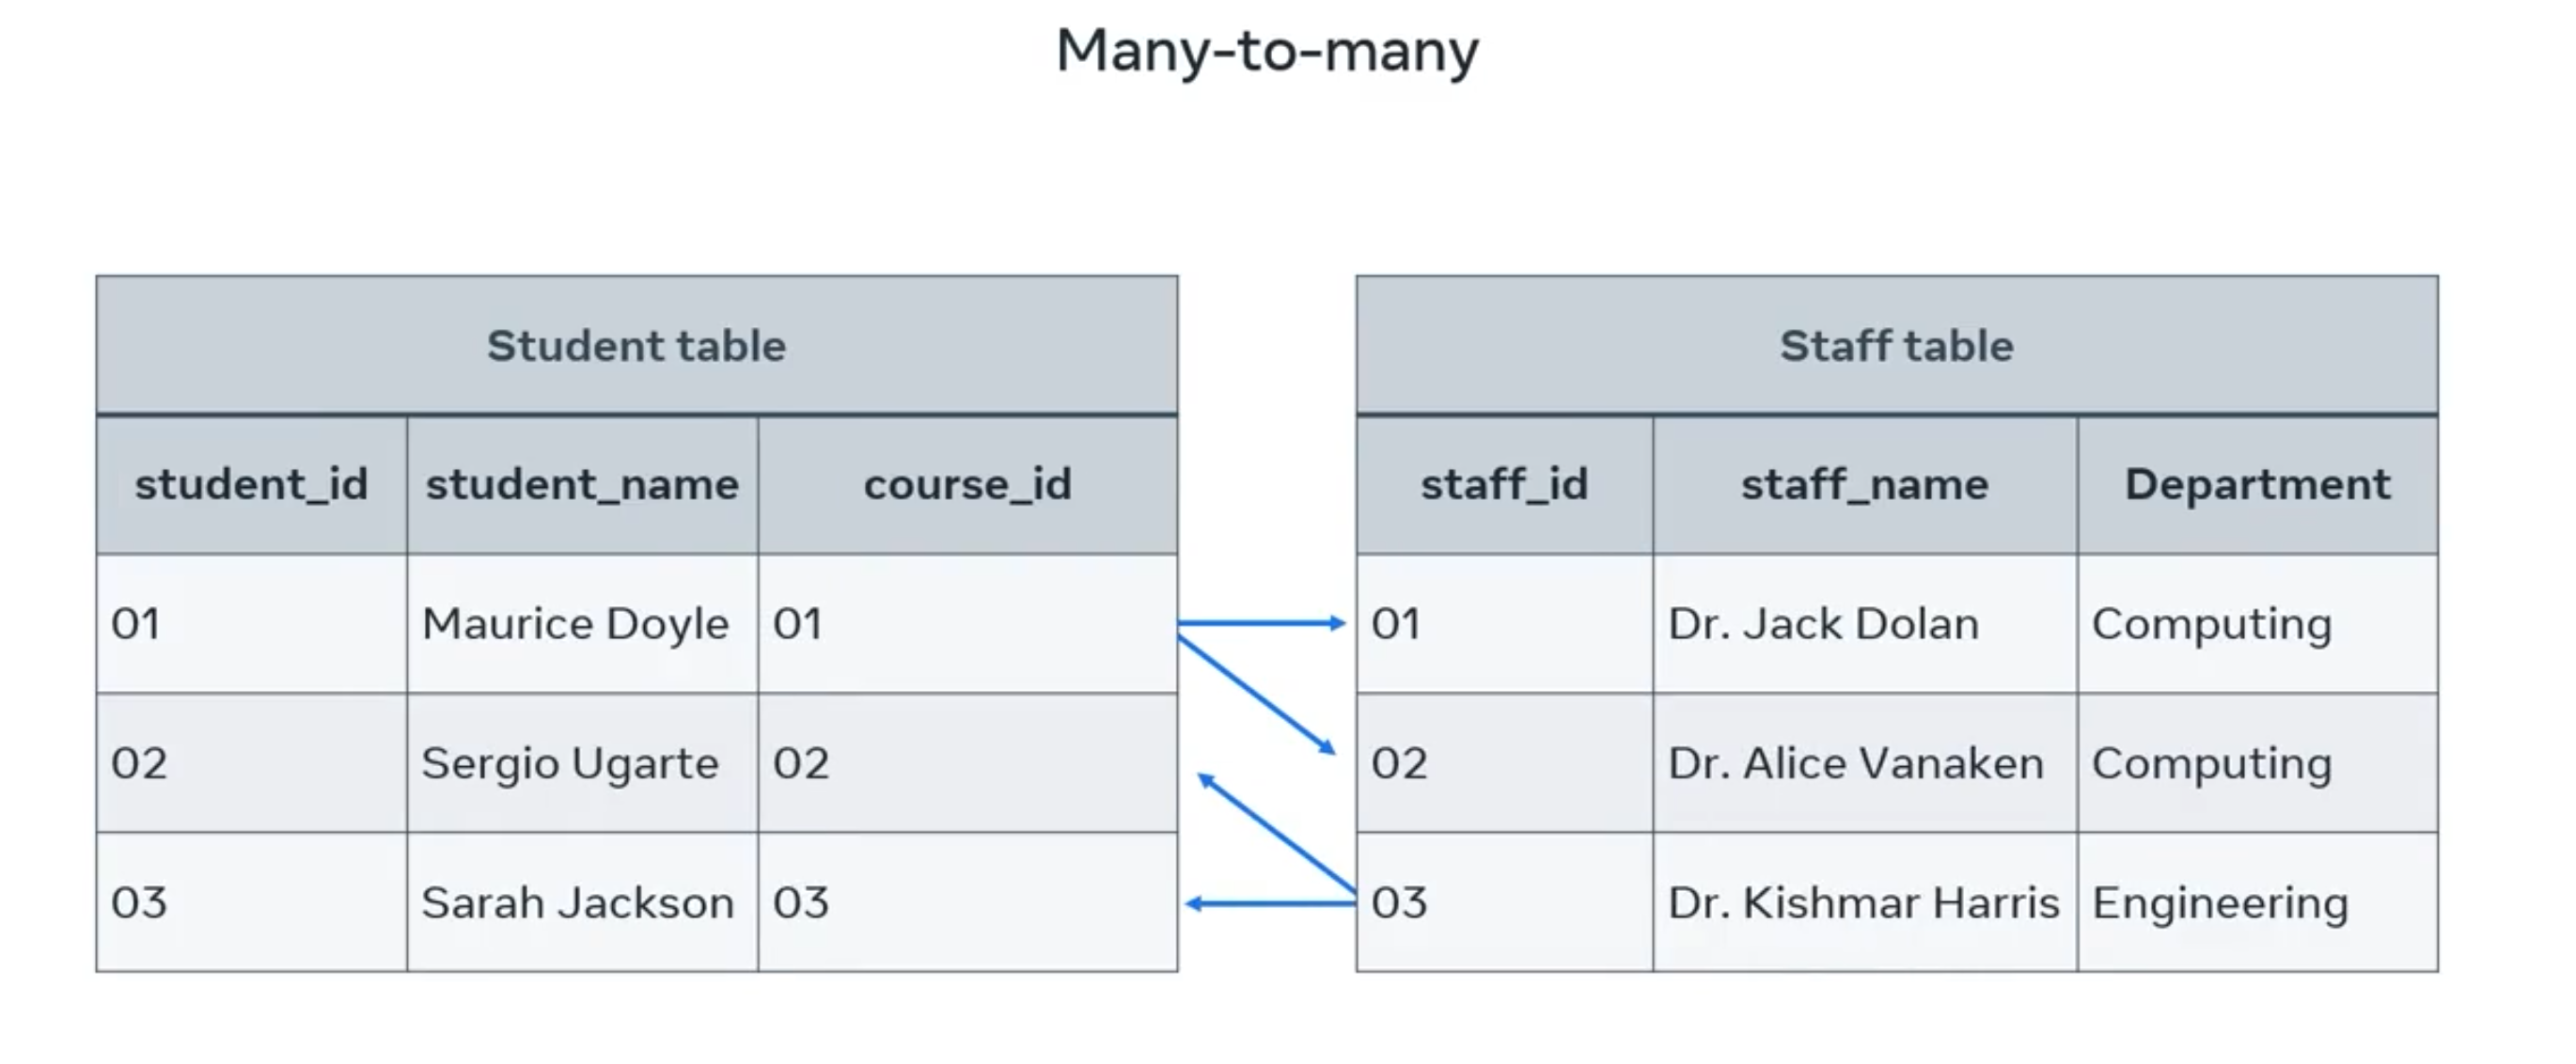 Many-to-many
Student table
student_id student_name course_id
01 Maurice Doyle 01
02 Sergio Ugarte 02
03 Sarah Jackson 03
Staff table
staff_id staff_name Department
01 Dr. Jack Dolan Computing
02 Dr. Alice Vanaken Computing
03 Dr. Kishmar Harris Engineering